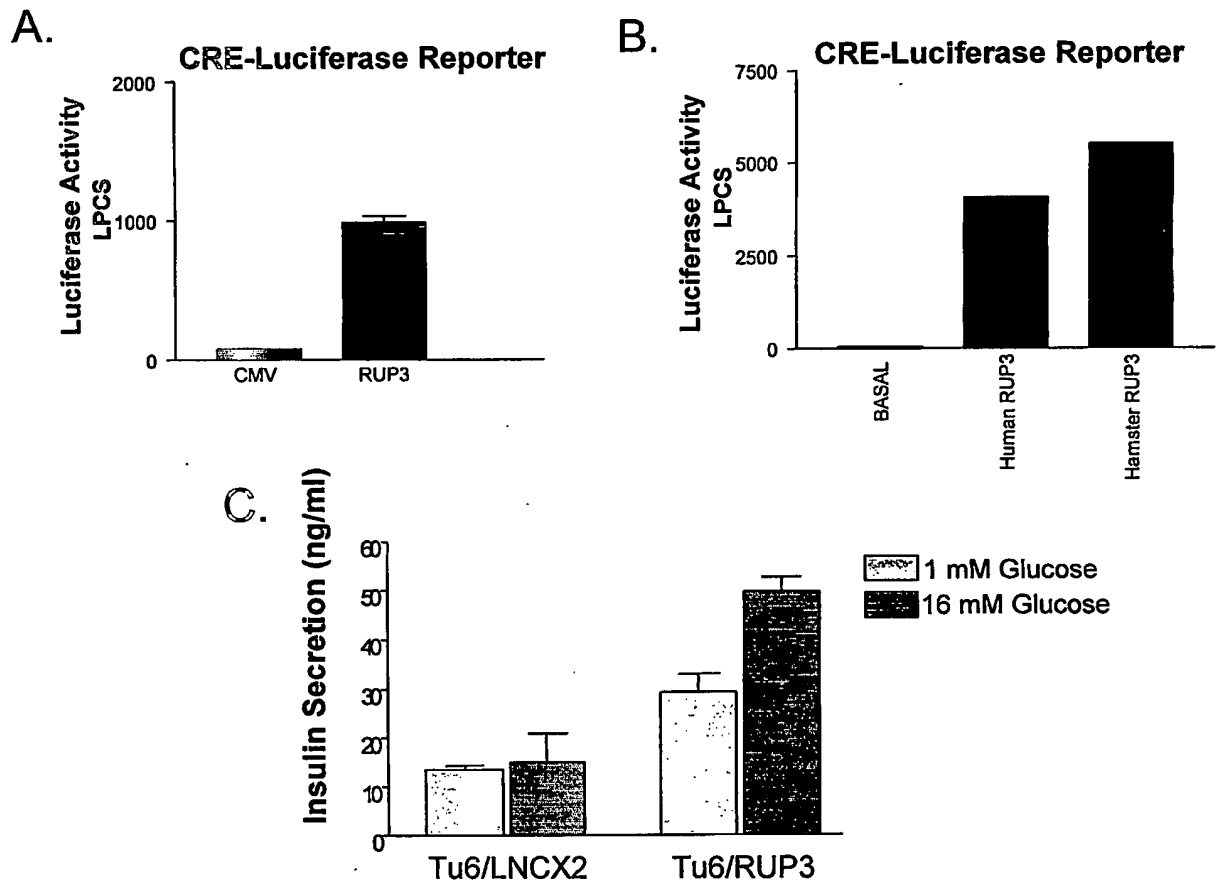 A.
CRE-Luciferase Reporter
Luciferase Activity
LPCS
2000
1000
0
CMV
RUP3
B.
CRE-Luciferase Reporter
Luciferase Activity
LPCS
7500
5000
2500
0
BASAL
Human RUP3
Hamster RUP3
C.
Insulin Secretion (ng/ml)
60
50
40
30
20
10
0
Tu6/LNCX2
Tu6/RUP3
1 mM Glucose
16 mM Glucose